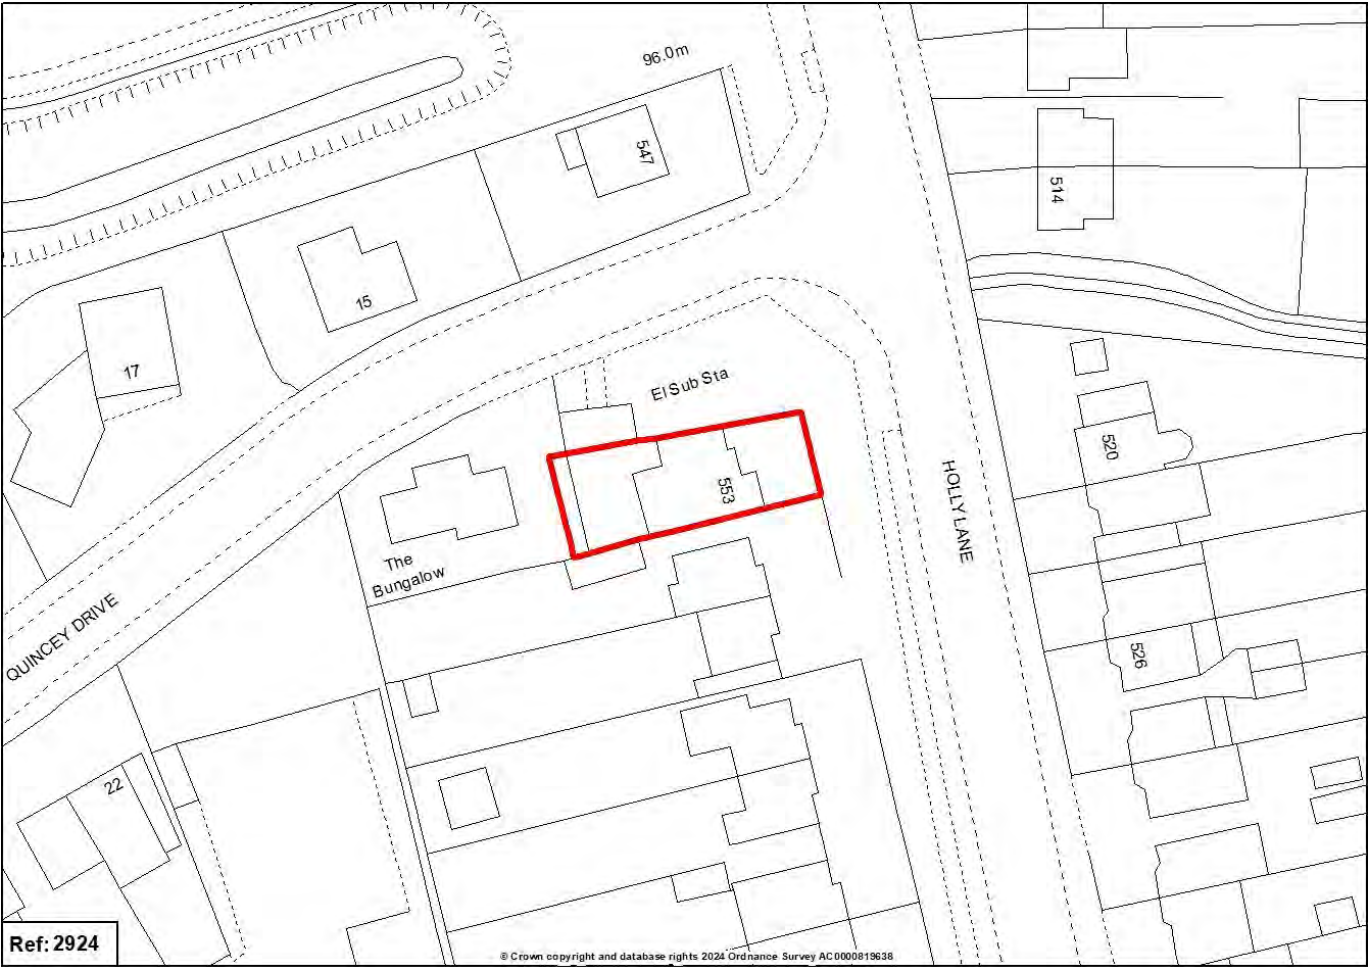 96.0m
547
514
15
17
El Sub Sta
520
553
HOLLY LANE
The
Bungalow
QUINCEY DRIVE
526
22
Ref: 2924
© Crown copyright and database rights 2024 Ordnance Survey AC0000819638